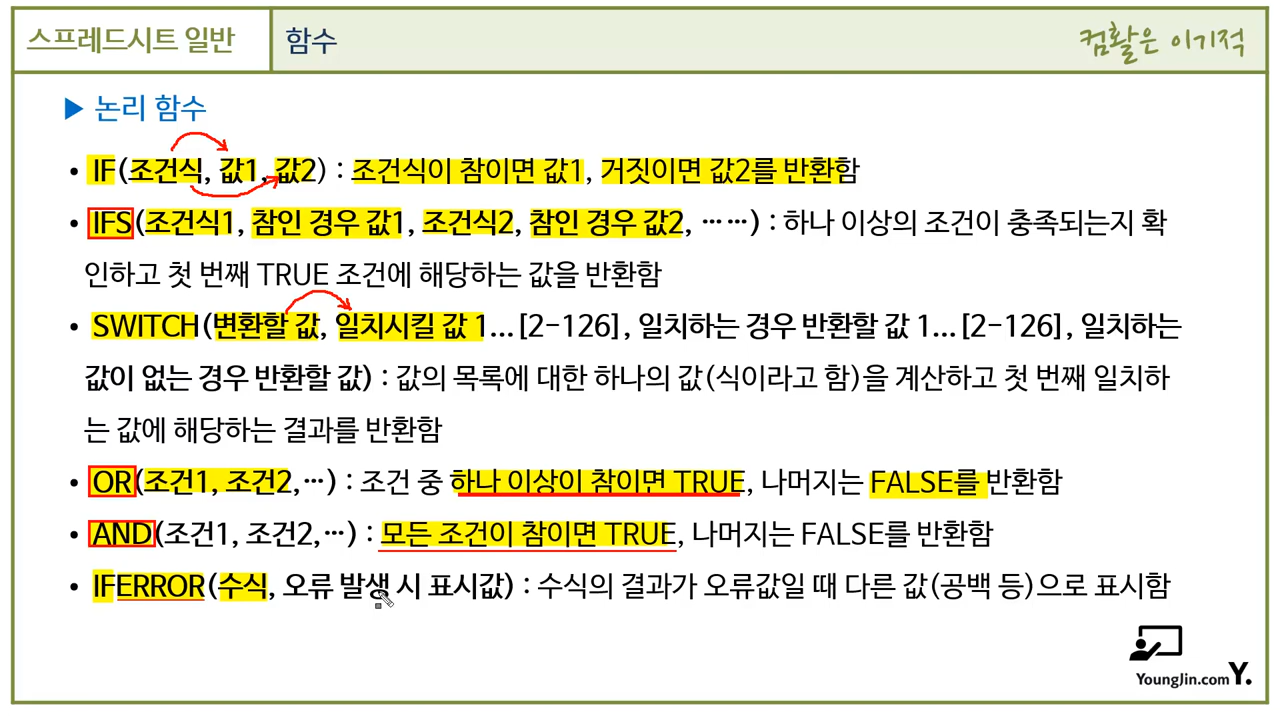 스프레드시트 일반
함수
컴활은 이기적
▶ 논리 함수
• IF(조건식, 값1, 값2) : 조건식이 참이면 값1, 거짓이면 값2를 반환함
• IFS(조건식1, 참인 경우 값1, 조건식2, 참인 경우 값2, ……) : 하나 이상의 조건이 충족되는지 확
인하고 첫 번째 TRUE 조건에 해당하는 값을 반환함
• SWITCH(변환할 값, 일치시킬 값 1...[2-126], 일치하는 경우 반환할 값 1...[2-126], 일치하는
값이 없는 경우 반환할 값) : 값의 목록에 대한 하나의 값(식이라고 함)을 계산하고 첫 번째 일치하
는 값에 해당하는 결과를 반환함
• OR(조건1, 조건2,…) : 조건 중 하나 이상이 참이면 TRUE, 나머지는 FALSE를 반환함
• AND(조건1, 조건2,…) : 모든 조건이 참이면 TRUE, 나머지는 FALSE를 반환함
• IFERROR(수식, 오류 발생 시 표시값) : 수식의 결과가 오류값일 때 다른 값(공백 등)으로 표시함
YoungJin.com Y.